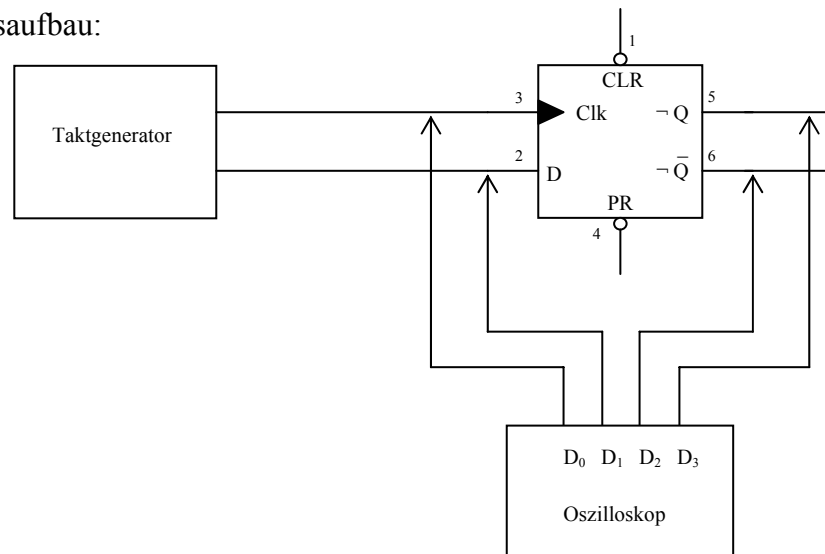 saufbau:
1
CLR
3
Clk
¬ Q
5
Taktgenerator
2
D
¬ Q̅
6
PR
4
D₀ D₁ D₂ D₃
Oszilloskop